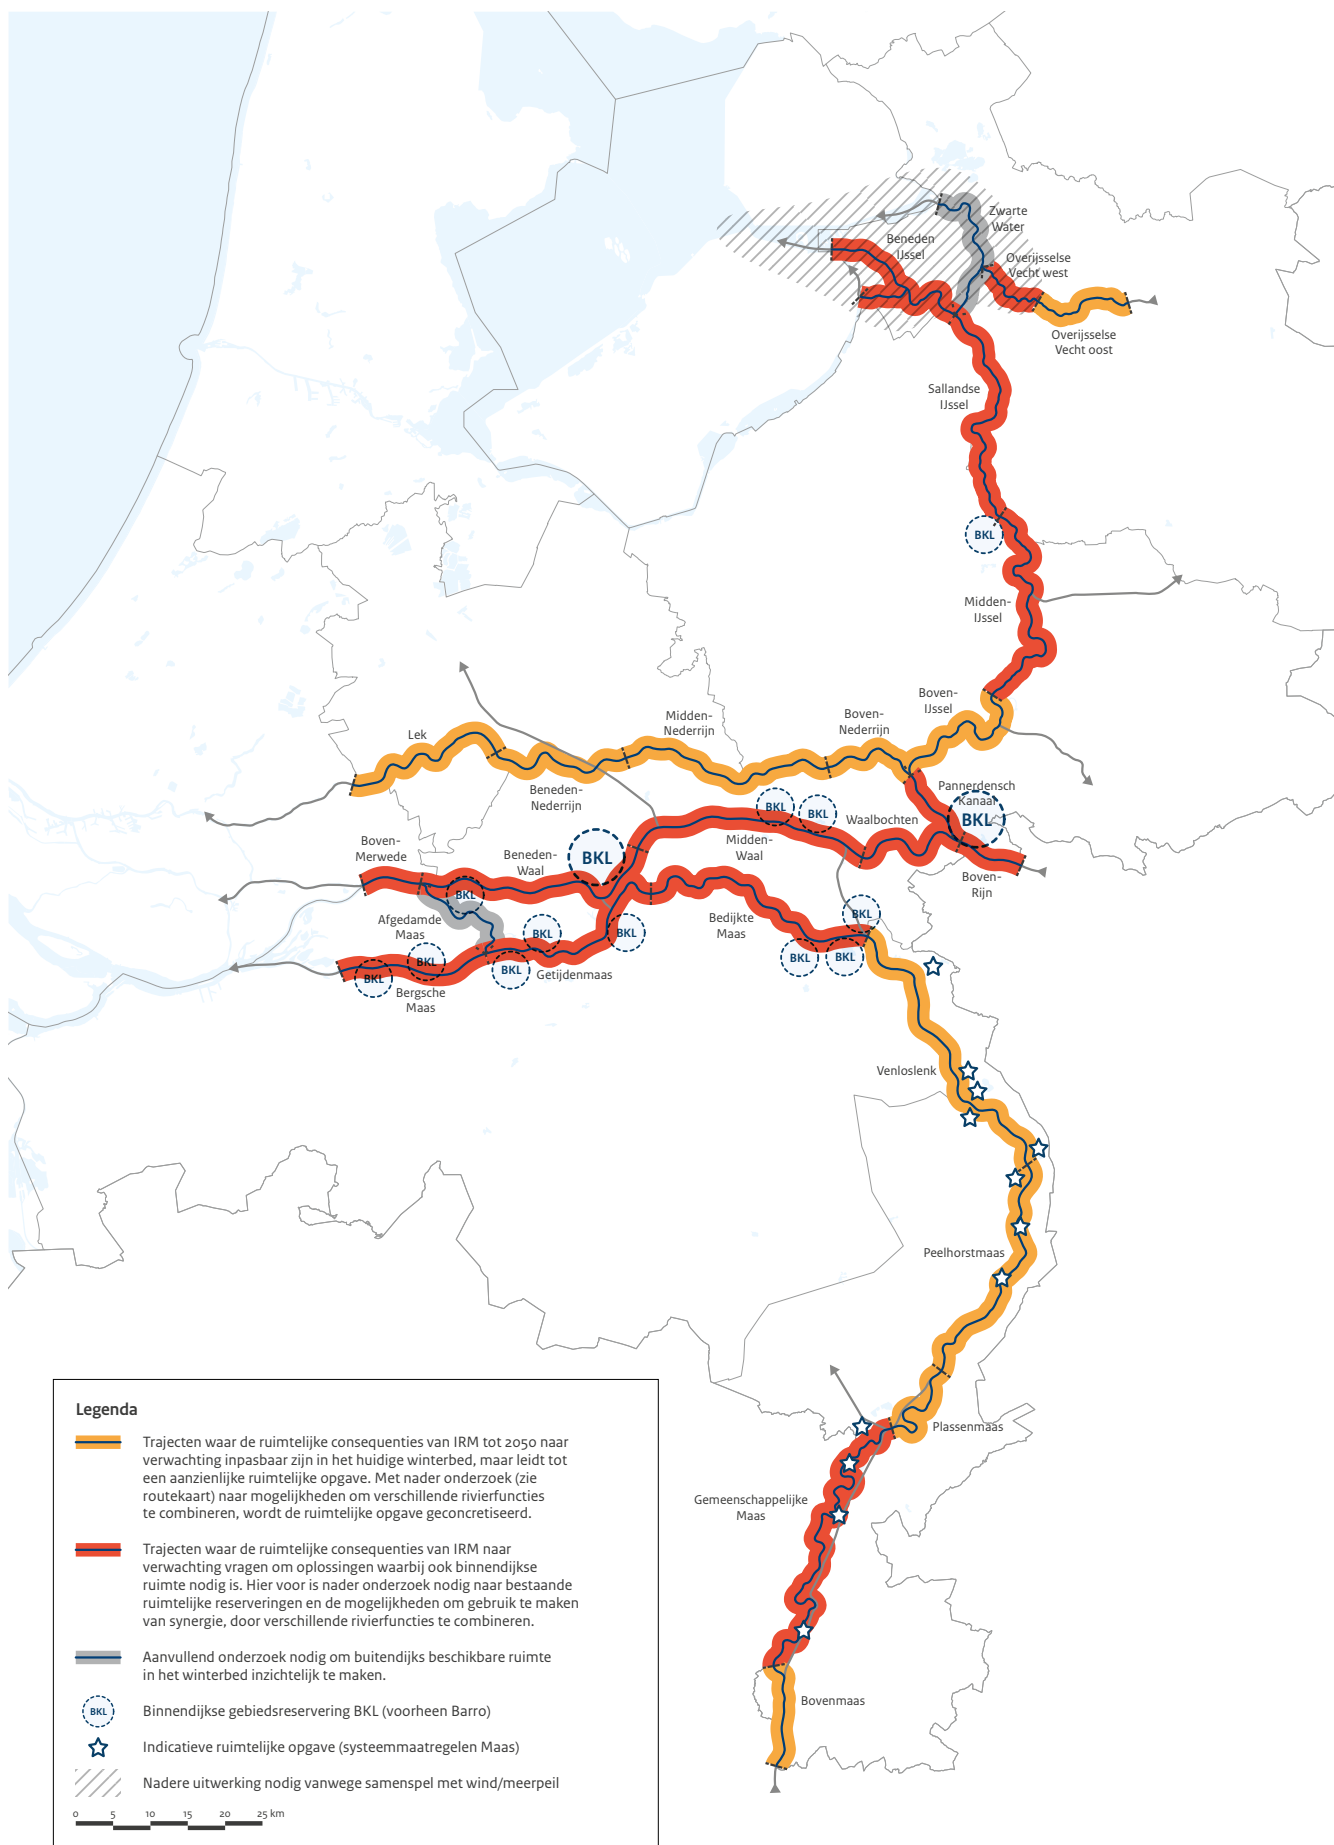 Zwarte
Water
Beneden
IJssel
Overijsselse
Vecht west
Overijsselse
Vecht oost
Sallandse
IJssel
BKL
Midden-
IJssel
Boven-
IJssel
Midden-
Nederrijn
Boven-
Nederrijn
Lek
Beneden-
Nederrijn
Pannerdensch
Kanaal
BKL
BKL
BKL
Waalbochten
Boven-
Merwede
Beneden-
Waal
BKL
Midden-
Waal
Boven-
Rijn
BKL
Afgedamde
Maas
BKL
BKL
Bedijkte
Maas
BKL
BKL
BKL
BKL
BKL
BKL
Getijdenmaas
Bergsche
Maas
Venloslenk
Peelhorstmaas
Plassenmaas
Gemeenschappelijke
Maas
Bovenmaas
Legenda
Trajecten waar de ruimtelijke consequenties van IRM tot 2050 naar
verwachting inpasbaar zijn in het huidige winterbed, maar leidt tot
een aanzienlijke ruimtelijke opgave. Met nader onderzoek (zie
routekaart) naar mogelijkheden om verschillende rivierfuncties
te combineren, wordt de ruimtelijke opgave geconcretiseerd.
Trajecten waar de ruimtelijke consequenties van IRM naar
verwachting vragen om oplossingen waarbij ook binnendijkse
ruimte nodig is. Hier voor is nader onderzoek nodig naar bestaande
ruimtelijke reserveringen en de mogelijkheden om gebruik te maken
van synergie, door verschillende rivierfuncties te combineren.
Aanvullend onderzoek nodig om buitendijks beschikbare ruimte
in het winterbed inzichtelijk te maken.
BKL Binnendijkse gebiedsreservering BKL (voorheen Barro)
Indicatieve ruimtelijke opgave (systeemmaatregelen Maas)
Nadere uitwerking nodig vanwege samenspel met wind/meerpeil
0 5 10 15 20 25 km